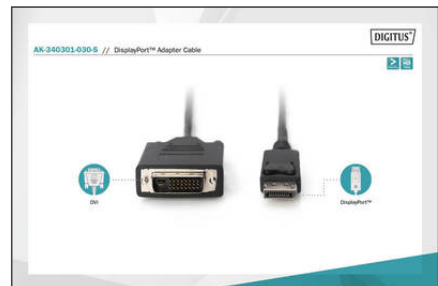 DIGITUS®
AK-340301-030-S // DisplayPort™ Adapter Cable
DVI
DisplayPort™